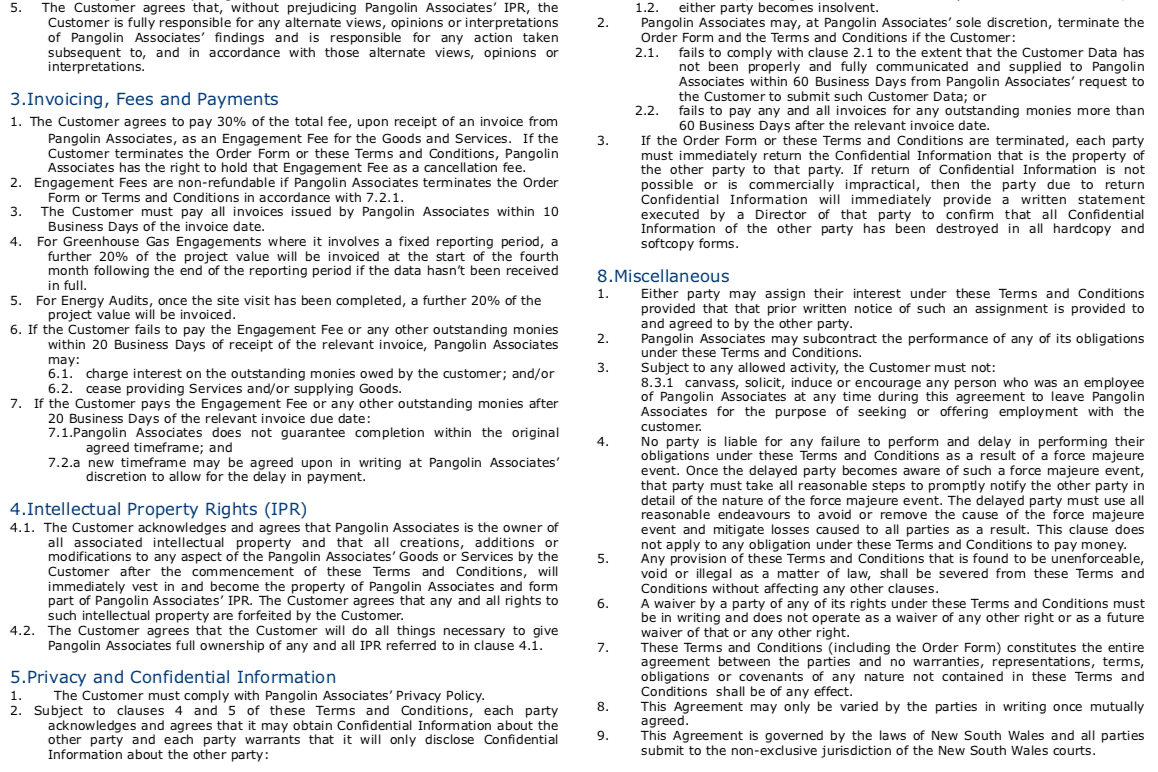 5. The Customer agrees that, without prejudicing Pangolin Associates' IPR, the
Customer is fully responsible for any alternate views, opinions or interpretations
of Pangolin Associates' findings and is responsible for any action taken
subsequent to, and in accordance with those alternate views, opinions or
interpretations.
3.Invoicing, Fees and Payments
1. The Customer agrees to pay 30% of the total fee, upon receipt of an invoice from
Pangolin Associates, as an Engagement Fee for the Goods and Services. If the
Customer terminates the Order Form or these Terms and Conditions, Pangolin
Associates has the right to hold that Engagement Fee as a cancellation fee.
2. Engagement Fees are non-refundable if Pangolin Associates terminates the Order
Form or Terms and Conditions in accordance with 7.2.1.
3. The Customer must pay all invoices issued by Pangolin Associates within 10
Business Days of the invoice date.
4. For Greenhouse Gas Engagements where it involves a fixed reporting period, a
further 20% of the project value will be invoiced at the start of the fourth
month following the end of the reporting period if the data hasn't been received
in full.
5. For Energy Audits, once the site visit has been completed, a further 20% of the
project value will be invoiced.
6. If the Customer fails to pay the Engagement Fee or any other outstanding monies
within 20 Business Days of receipt of the relevant invoice, Pangolin Associates
may:
6.1. charge interest on the outstanding monies owed by the customer; and/or
6.2. cease providing Services and/or supplying Goods.
7. If the Customer pays the Engagement Fee or any other outstanding monies after
20 Business Days of the relevant invoice due date:
7.1.Pangolin Associates does not guarantee completion within the original
agreed timeframe; and
7.2.a new timeframe may be agreed upon in writing at Pangolin Associates'
discretion to allow for the delay in payment.
4.Intellectual Property Rights (IPR)
4.1. The Customer acknowledges and agrees that Pangolin Associates is the owner of
all associated intellectual property and that all creations, additions or
modifications to any aspect of the Pangolin Associates' Goods or Services by the
Customer after the commencement of these Terms and Conditions, will
immediately vest in and become the property of Pangolin Associates and form
part of Pangolin Associates' IPR. The Customer agrees that any and all rights to
such intellectual property are forfeited by the Customer.
4.2. The Customer agrees that the Customer will do all things necessary to give
Pangolin Associates full ownership of any and all IPR referred to in clause 4.1.
5.Privacy and Confidential Information
1. The Customer must comply with Pangolin Associates' Privacy Policy.
2. Subject to clauses 4 and 5 of these Terms and Conditions, each party
acknowledges and agrees that it may obtain Confidential Information about the
other party and each party warrants that it will only disclose Confidential
Information about the other party:
1.2. either party becomes insolvent.
2. Pangolin Associates may, at Pangolin Associates' sole discretion, terminate the
Order Form and the Terms and Conditions if the Customer:
2.1. fails to comply with clause 2.1 to the extent that the Customer Data has
not been properly and fully communicated and supplied to Pangolin
Associates within 60 Business Days from Pangolin Associates' request to
the Customer to submit such Customer Data; or
2.2. fails to pay any and all invoices for any outstanding monies more than
60 Business Days after the relevant invoice date.
3. If the Order Form or these Terms and Conditions are terminated, each party
must immediately return the Confidential Information that is the property of
the other party to that party. If return of Confidential Information is not
possible or is commercially impractical, then the party due to return
Confidential Information will immediately provide a written statement
executed by a Director of that party to confirm that all Confidential
Information of the other party has been destroyed in all hardcopy and
softcopy forms.
8.Miscellaneous
1. Either party may assign their interest under these Terms and Conditions
provided that that prior written notice of such an assignment is provided to
and agreed to by the other party.
2. Pangolin Associates may subcontract the performance of any of its obligations
under these Terms and Conditions.
3. Subject to any allowed activity, the Customer must not:
8.3.1 canvass, solicit, induce or encourage any person who was an employee
of Pangolin Associates at any time during this agreement to leave Pangolin
Associates for the purpose of seeking or offering employment with the
customer.
4. No party is liable for any failure to perform and delay in performing their
obligations under these Terms and Conditions as a result of a force majeure
event. Once the delayed party becomes aware of such a force majeure event,
that party must take all reasonable steps to promptly notify the other party in
detail of the nature of the force majeure event. The delayed party must use all
reasonable endeavours to avoid or remove the cause of the force majeure
event and mitigate losses caused to all parties as a result. This clause does
not apply to any obligation under these Terms and Conditions to pay money.
5. Any provision of these Terms and Conditions that is found to be unenforceable,
void or illegal as a matter of law, shall be severed from these Terms and
Conditions without affecting any other clauses.
6. A waiver by a party of any of its rights under these Terms and Conditions must
be in writing and does not operate as a waiver of any other right or as a future
waiver of that or any other right.
7. These Terms and Conditions (including the Order Form) constitutes the entire
agreement between the parties and no warranties, representations, terms,
obligations or covenants of any nature not contained in these Terms and
Conditions shall be of any effect.
8. This Agreement may only be varied by the parties in writing once mutually
agreed.
9. This Agreement is governed by the laws of New South Wales and all parties
submit to the non-exclusive jurisdiction of the New South Wales courts.